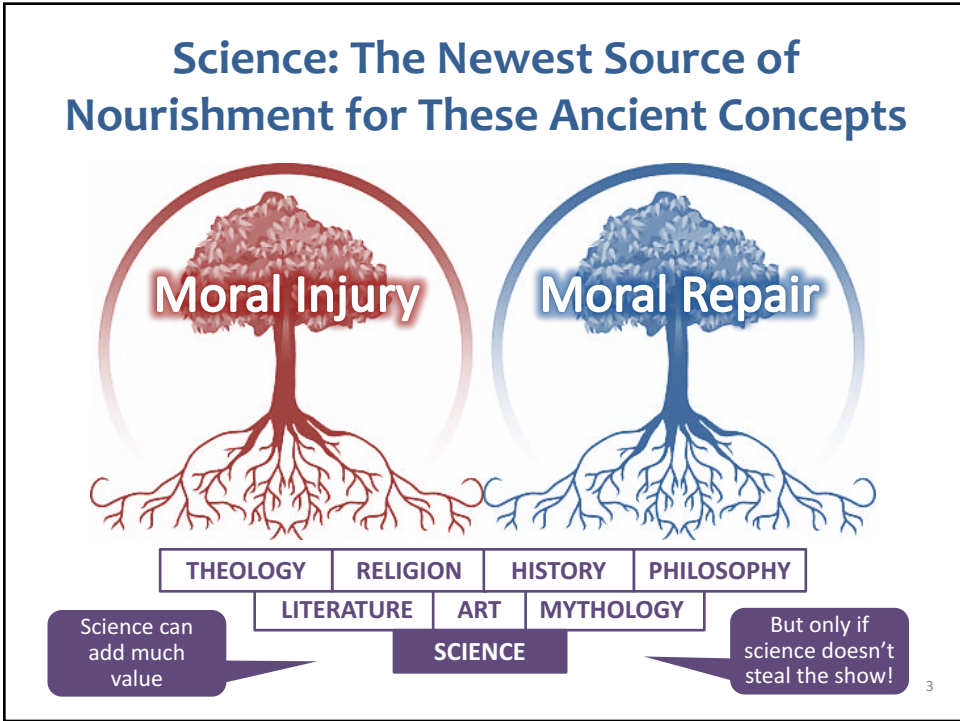 Science: The Newest Source of
Nourishment for These Ancient Concepts
Moral Injury
Moral Repair
THEOLOGY
RELIGION
HISTORY
PHILOSOPHY
LITERATURE
ART
MYTHOLOGY
SCIENCE
Science can
add much
value
But only if
science doesn’t
steal the show!
3